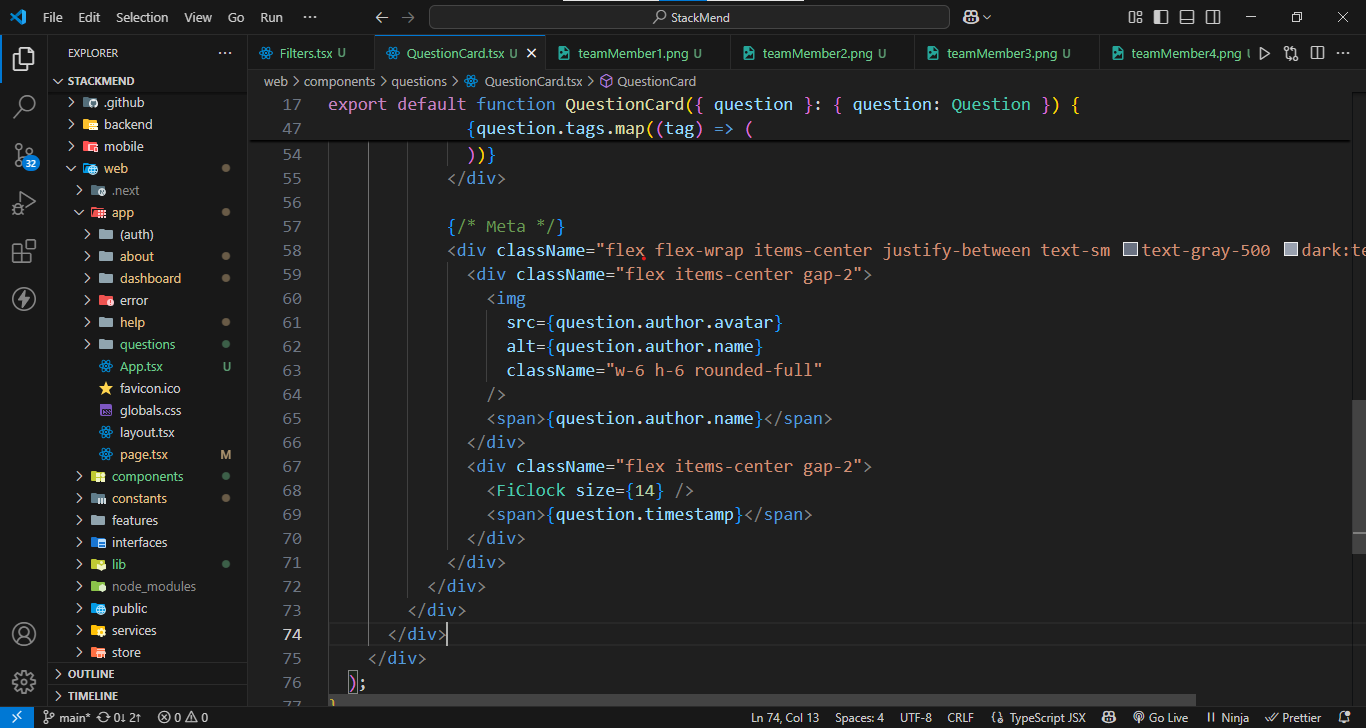 File Edit Selection View Go Run ··· StackMend
EXPLORER ···
Filters.tsx U QuestionCard.tsx U teamMember1.png U teamMember2.png U teamMember3.png U teamMember4.png ···
STACKMEND
web > components > questions > QuestionCard.tsx > QuestionCard
.github
backend
mobile
web
.next
app
(auth)
about
dashboard
error
help
questions
App.tsx U
favicon.ico
globals.css
layout.tsx
page.tsx M
components
constants
features
interfaces
lib
node_modules
public
services
store
OUTLINE
TIMELINE
32
17 export default function QuestionCard({ question }: { question: Question }) {
47 {question.tags.map((tag) => (
54 ))}
55 </div>
56
57 {/* Meta */}
58 <div className="flex flex-wrap items-center justify-between text-sm text-gray-500 dark:te
59 <div className="flex items-center gap-2">
60 <img
61 src={question.author.avatar}
62 alt={question.author.name}
63 className="w-6 h-6 rounded-full"
64 />
65 <span>{question.author.name}</span>
66 </div>
67 <div className="flex items-center gap-2">
68 <FiClock size={14} />
69 <span>{question.timestamp}</span>
70 </div>
71 </div>
72 </div>
73 </div>
74 </div>
75 </div>
76 );
77 }
main* 0↓ 2↑ 0 0 Ln 74, Col 13 Spaces: 4 UTF-8 CRLF {} TypeScript JSX Go Live Ninja Prettier